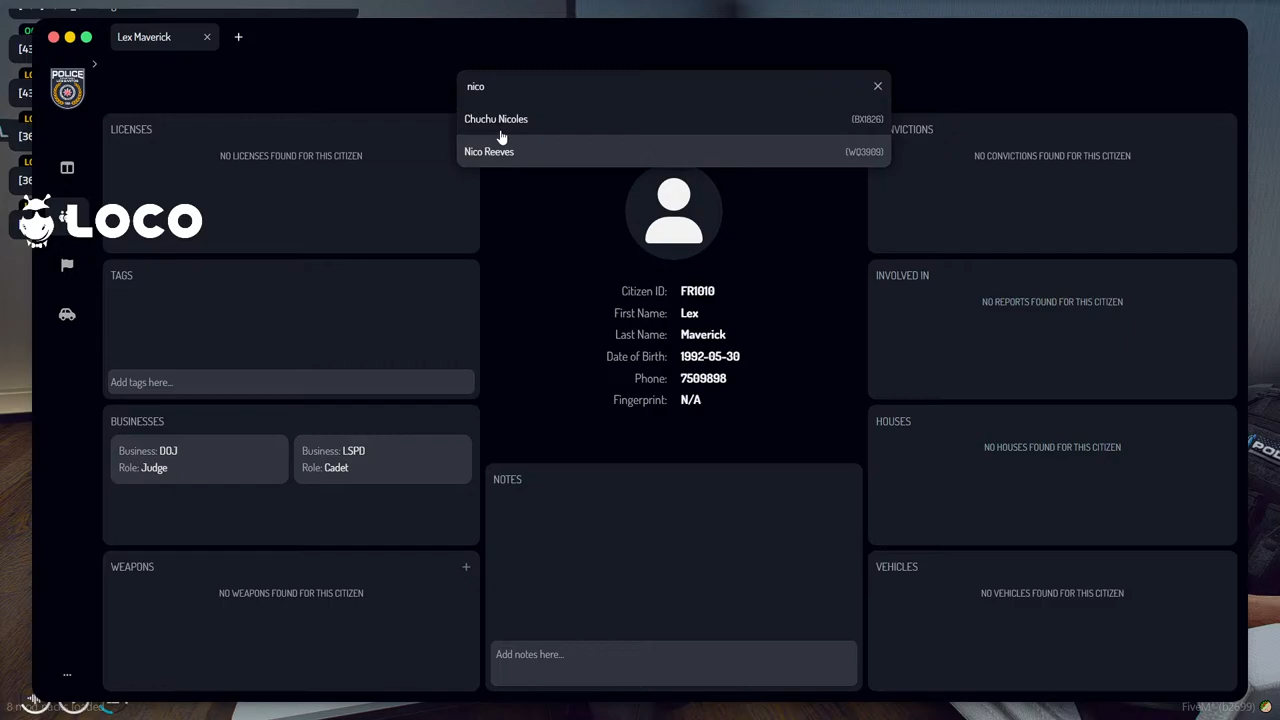 Lex Maverick
POLICE
nico
Chuchu Nicoles (BX1826)
Nico Reeves (WQ3909)
LICENSES
NO LICENSES FOUND FOR THIS CITIZEN
NVICTIONS
NO CONVICTIONS FOUND FOR THIS CITIZEN
LOCO
TAGS
Add tags here...
Citizen ID: FR1010
First Name: Lex
Last Name: Maverick
Date of Birth: 1992-05-30
Phone: 7509898
Fingerprint: N/A
INVOLVED IN
NO REPORTS FOUND FOR THIS CITIZEN
BUSINESSES
Business: DOJ
Role: Judge
Business: LSPD
Role: Cadet
HOUSES
NO HOUSES FOUND FOR THIS CITIZEN
NOTES
Add notes here...
WEAPONS
NO WEAPONS FOUND FOR THIS CITIZEN
VEHICLES
NO VEHICLES FOUND FOR THIS CITIZEN
...
FiveM* (b2699)